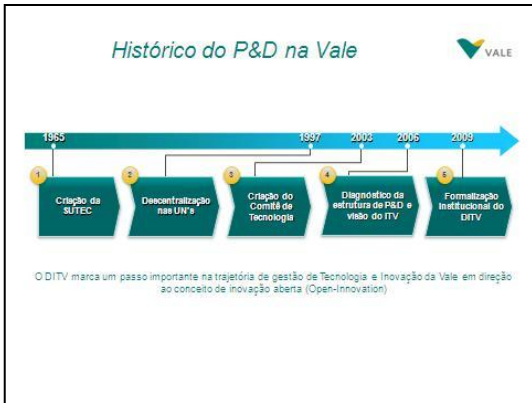 Histórico do P&D na Vale
VALE
1965
1997
2003
2006
2009
1
Criação da
SUTEC
2
Descentralização
nas UN's
3
Criação do
Comitê de
Tecnologia
4
Diagnóstico da
estrutura de P&D e
visão do ITV
5
Formalização
Institucional do
DITV
O DITV marca um passo importante na trajetória de gestão de Tecnologia e Inovação da Vale em direção
ao conceito de inovação aberta (Open-Innovation)